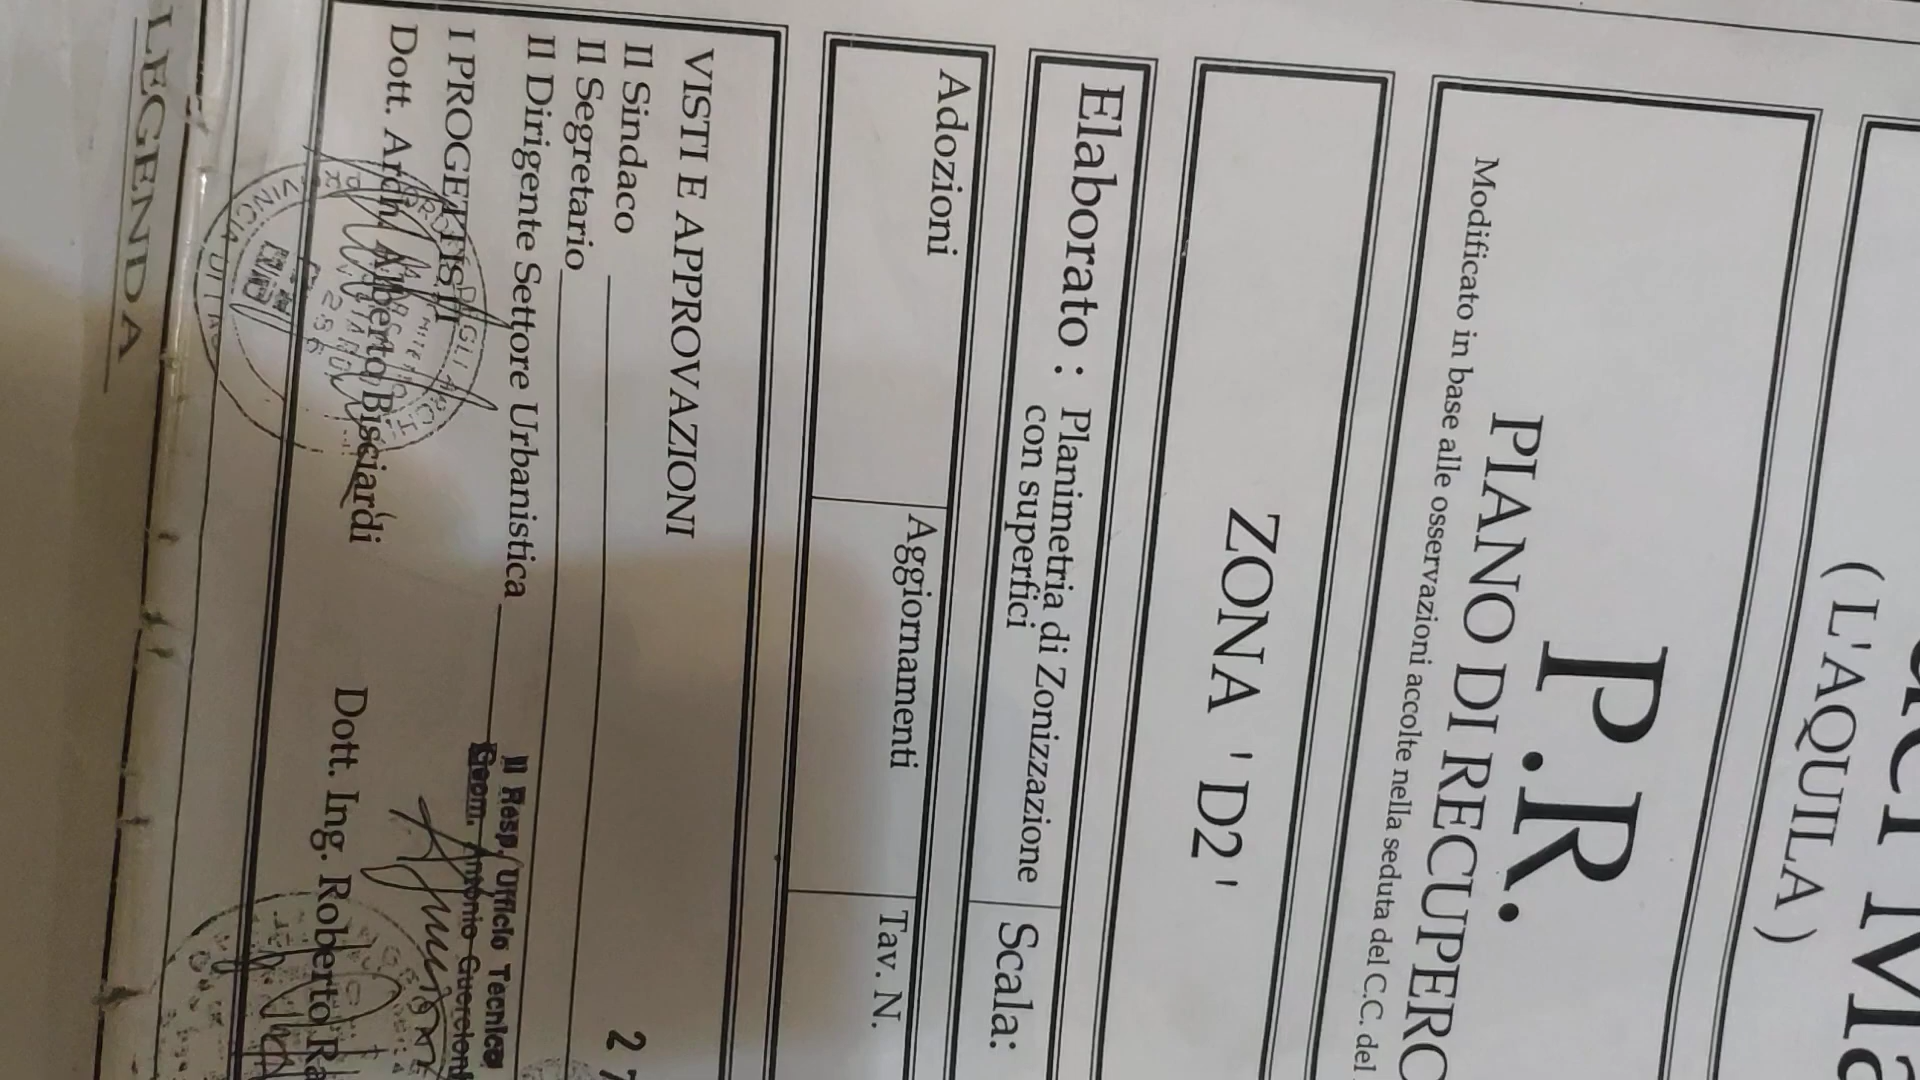 ( L'AQUILA )
P.R.
PIANO DI RECUPERO
Modificato in base alle osservazioni accolte nella seduta del C.C. del
ZONA ' D2 '
Elaborato : Planimetria di Zonizzazione
con superfici
Scala:
Adozioni
Aggiornamenti
Tav. N.
VISTI E APPROVAZIONI
Il Sindaco
Il Segretario
Il Dirigente Settore Urbanistica
Il Resp. Ufficio Tecnico
Geom. Antonio
I PROGETTISTI
Dott. Arch. Alberto Bisciardi
Dott. Ing. Roberto
LEGENDA